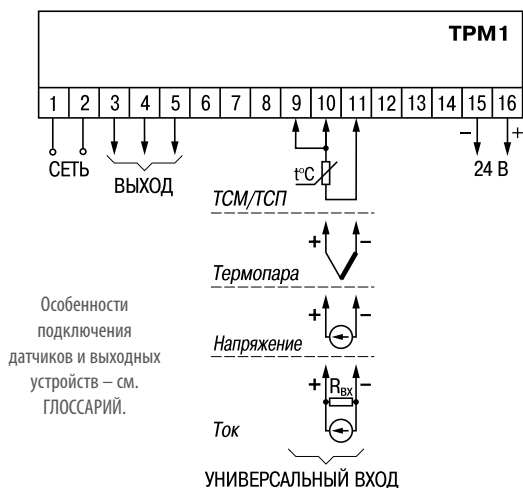 ТРМ1
1 2 3 4 5 6 7 8 9 10 11 12 13 14 15 16
СЕТЬ
ВЫХОД
– +
24 В
t°C
ТСМ/ТСП
+ –
Термопара
+ –
Напряжение
+ –
Rвх
Ток
УНИВЕРСАЛЬНЫЙ ВХОД
Особенности
подключения
датчиков и выходных
устройств – см.
ГЛОССАРИЙ.